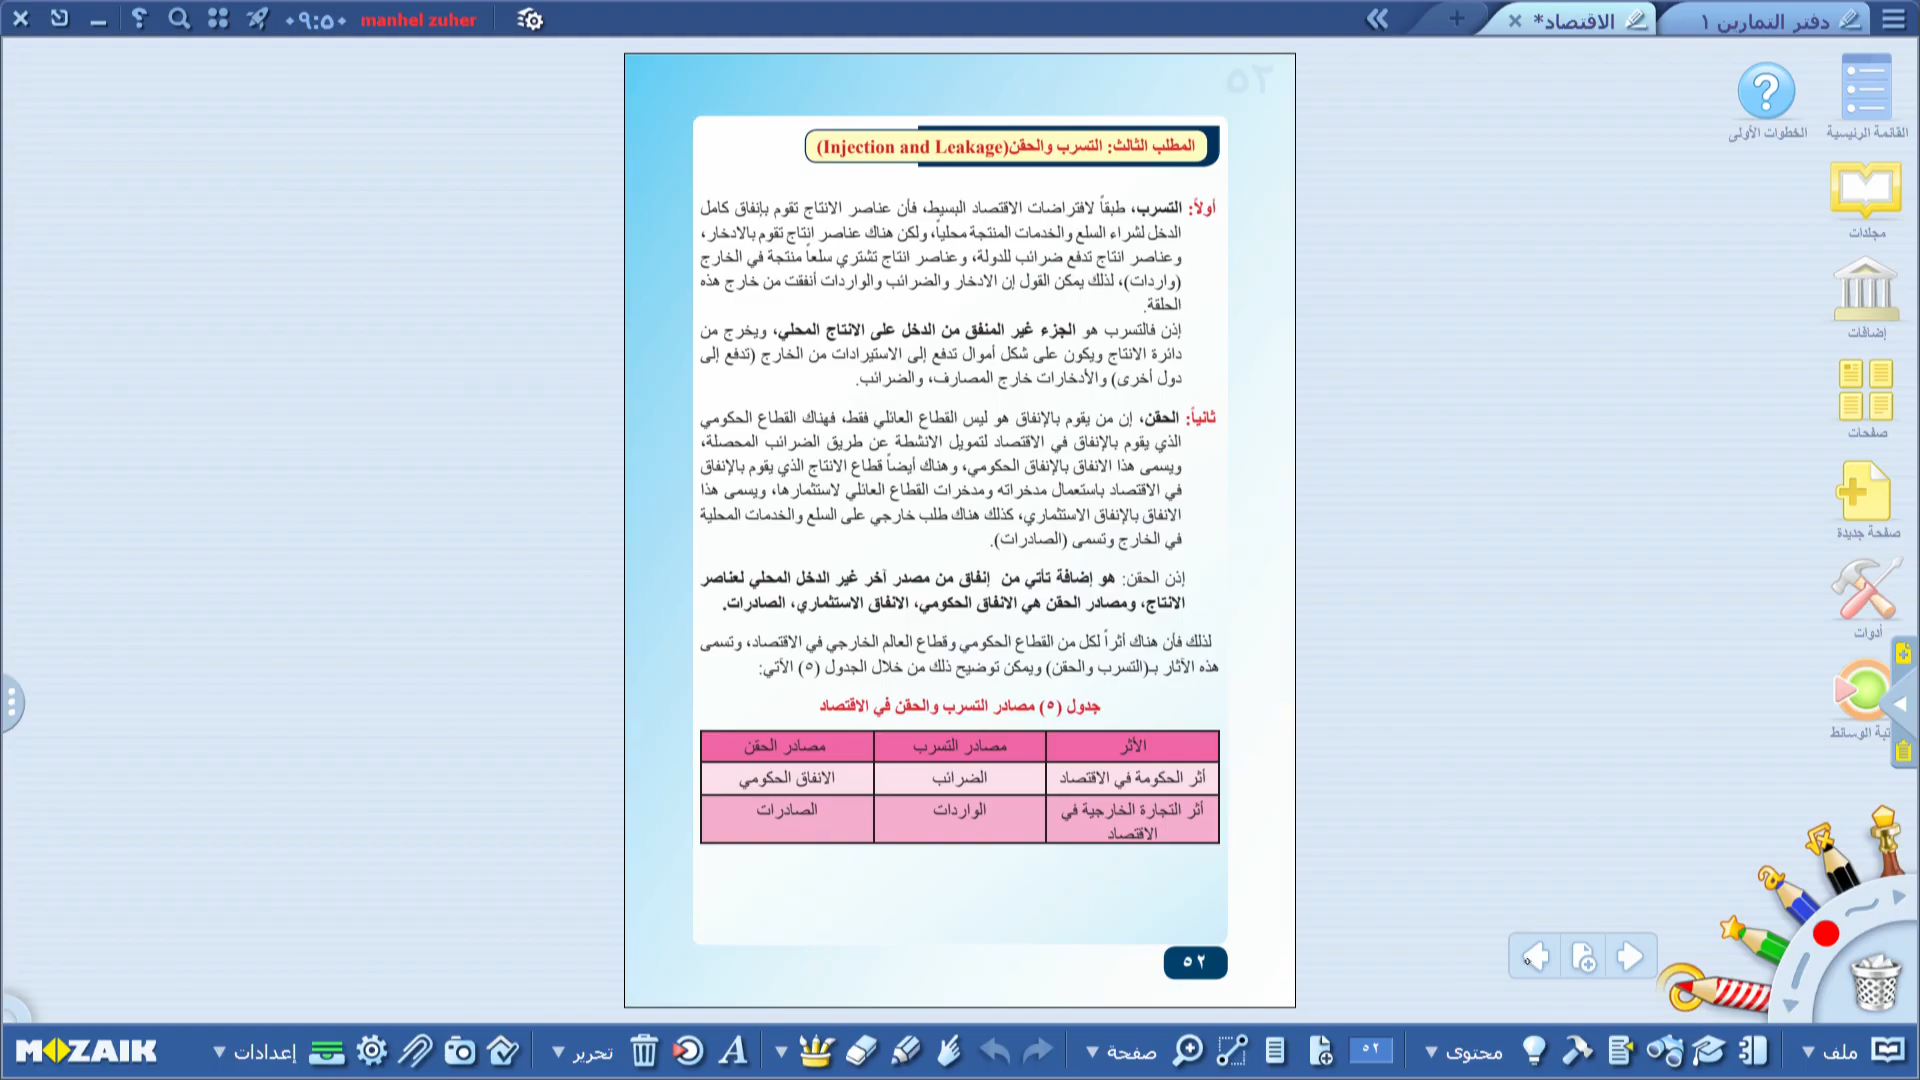 دفتر التمارين ١
الاقتصاد*
manhel zuher
٠٩:٥٠
القائمة الرئيسية
الخطوات الأولى
مجلدات
إضافات
صفحات
صفحة جديدة
أدوات
تبة الوسائط
٥٢
المطلب الثالث: التسرب والحقن(Injection and Leakage)
أولاً: التسرب، طبقاً لافتراضات الاقتصاد البسيط، فأن عناصر الانتاج تقوم بإنفاق كامل
الدخل لشراء السلع والخدمات المنتجة محلياً، ولكن هناك عناصر انتاج تقوم بالادخار،
وعناصر انتاج تدفع ضرائب للدولة، وعناصر انتاج تشتري سلعاً منتجة في الخارج
(واردات)، لذلك يمكن القول إن الادخار والضرائب والواردات أنفقت من خارج هذه
الحلقة.
إذن فالتسرب هو الجزء غير المنفق من الدخل على الانتاج المحلي، ويخرج من
دائرة الانتاج ويكون على شكل أموال تدفع إلى الاستيرادات من الخارج (تدفع إلى
دول أخرى) والأدخارات خارج المصارف، والضرائب.
ثانياً: الحقن، إن من يقوم بالإنفاق هو ليس القطاع العائلي فقط، فهناك القطاع الحكومي
الذي يقوم بالإنفاق في الاقتصاد لتمويل الانشطة عن طريق الضرائب المحصلة،
ويسمى هذا الانفاق بالإنفاق الحكومي، وهناك أيضاً قطاع الانتاج الذي يقوم بالإنفاق
في الاقتصاد باستعمال مدخراته ومدخرات القطاع العائلي لاستثمارها، ويسمى هذا
الانفاق بالإنفاق الاستثماري، كذلك هناك طلب خارجي على السلع والخدمات المحلية
في الخارج وتسمى (الصادرات).
إذن الحقن: هو إضافة تأتي من إنفاق من مصدر آخر غير الدخل المحلي لعناصر
الانتاج، ومصادر الحقن هي الانفاق الحكومي، الانفاق الاستثماري، الصادرات.
لذلك فأن هناك أثراً لكل من القطاع الحكومي وقطاع العالم الخارجي في الاقتصاد، وتسمى
هذه الآثار بـ(التسرب والحقن) ويمكن توضيح ذلك من خلال الجدول (٥) الآتي:
جدول (٥) مصادر التسرب والحقن في الاقتصاد
الأثر مصادر التسرب مصادر الحقن
أثر الحكومة في الاقتصاد الضرائب الانفاق الحكومي
أثر التجارة الخارجية في الاقتصاد الواردات الصادرات
٥٢
ملف
محتوى
٥٢
صفحة
تحرير
إعدادات
MOZAIK